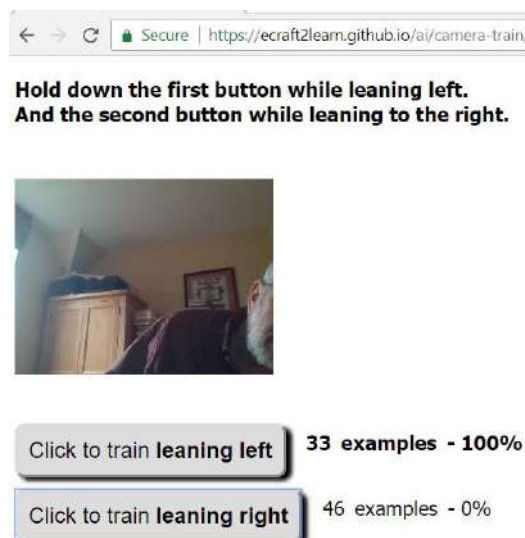 Secure | https://ecraft2learn.github.io/ai/camera-train/
Hold down the first button while leaning left.
And the second button while leaning to the right.
Click to train leaning left 33 examples - 100%
Click to train leaning right 46 examples - 0%